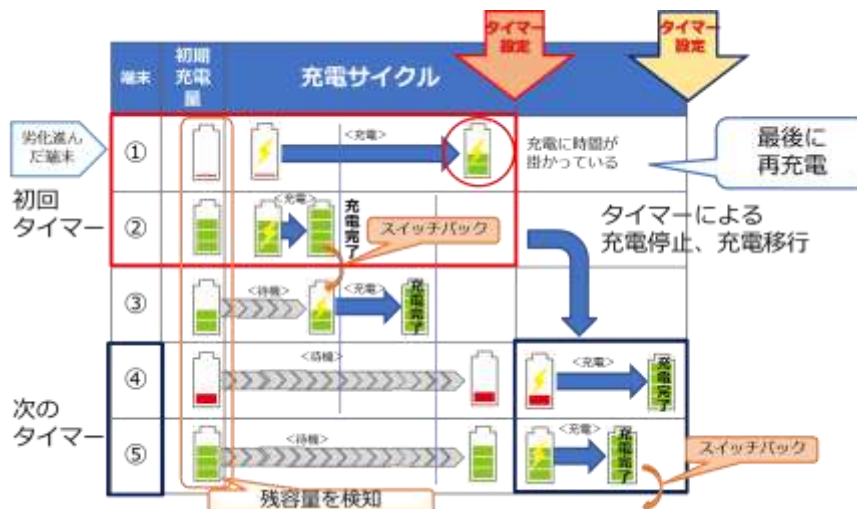 タイマー
設定
タイマー
設定
端末
初期
充電
量
充電サイクル
劣化進ん
だ端末
①
<充電>
充電に時間が
掛かっている
最後に
再充電
初回
タイマー
②
<充電>
充電完了
スイッチバック
タイマーによる
充電停止、充電移行
③
<待機>
<充電>
充電完了
④
<待機>
<充電>
充電完了
次の
タイマー
⑤
<待機>
<充電>
充電完了
スイッチバック
残容量を検知